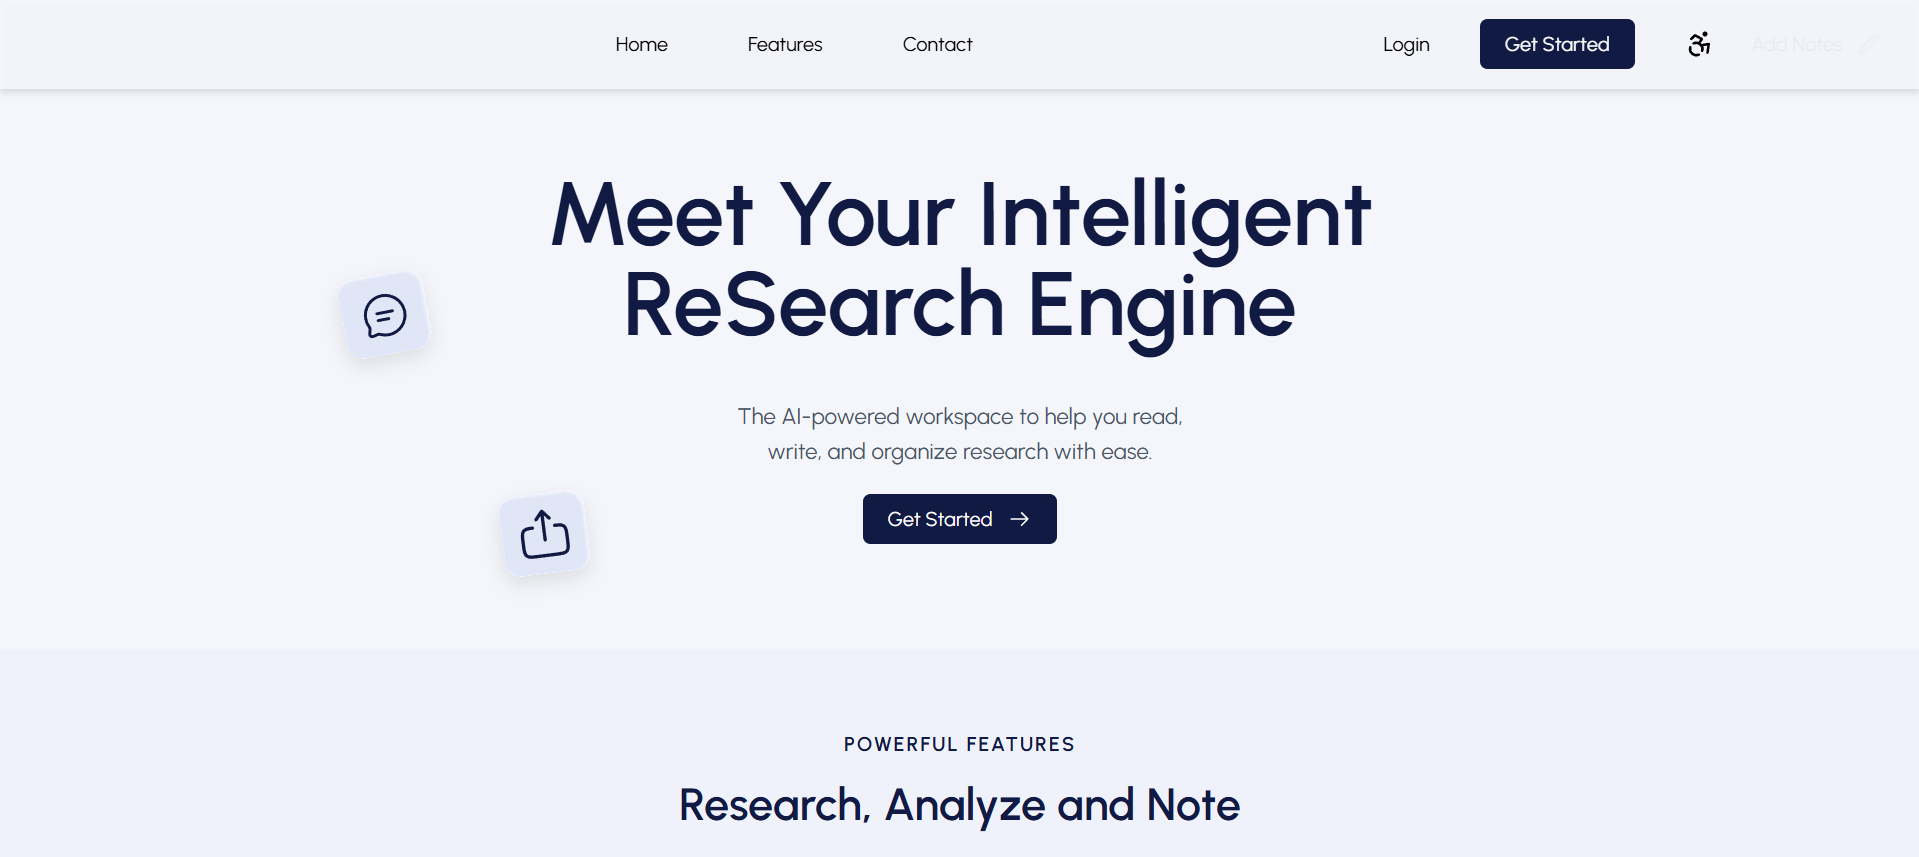 Home
Features
Contact
Login
Get Started
Add Notes
Meet Your Intelligent
ReSearch Engine
The AI-powered workspace to help you read,
write, and organize research with ease.
Get Started
POWERFUL FEATURES
Research, Analyze and Note